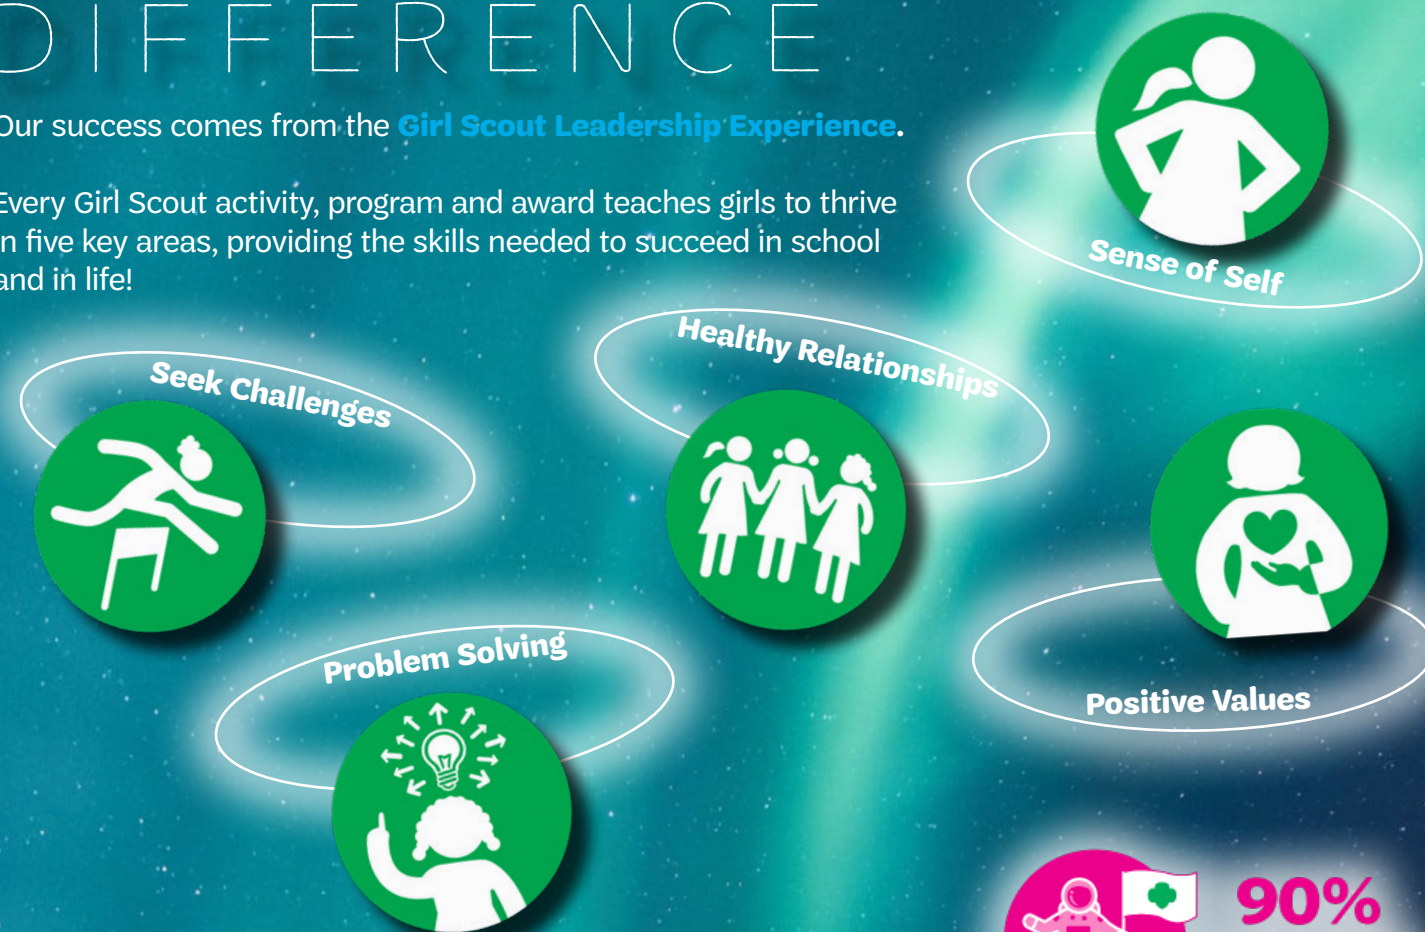 DIFFERENCE
Our success comes from the Girl Scout Leadership Experience.
Every Girl Scout activity, program and award teaches girls to thrive
in five key areas, providing the skills needed to succeed in school
and in life!
Sense of Self
Healthy Relationships
Seek Challenges
Problem Solving
Positive Values
90%